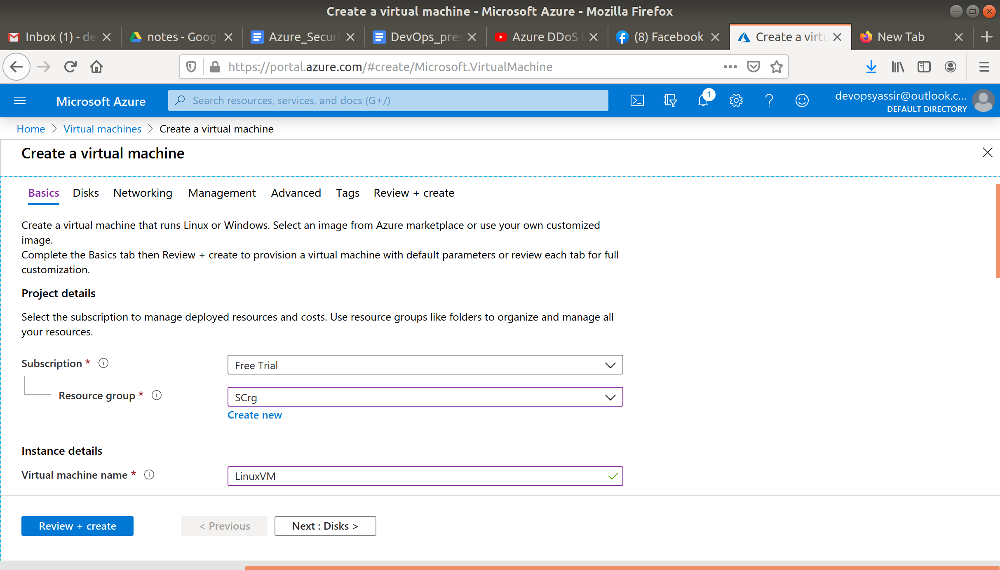 Create a virtual machine - Microsoft Azure - Mozilla Firefox
Inbox (1) - de
notes - Googl
Azure_Securi
DevOps_pres
Azure DDoS P
(8) Facebook
Create a virtu
New Tab
https://portal.azure.com/#create/Microsoft.VirtualMachine
Microsoft Azure
Search resources, services, and docs (G+/)
1
devopsyassir@outlook.c...
DEFAULT DIRECTORY
Home > Virtual machines > Create a virtual machine
Create a virtual machine
Basics Disks Networking Management Advanced Tags Review + create
Create a virtual machine that runs Linux or Windows. Select an image from Azure marketplace or use your own customized
image.
Complete the Basics tab then Review + create to provision a virtual machine with default parameters or review each tab for full
customization.
Project details
Select the subscription to manage deployed resources and costs. Use resource groups like folders to organize and manage all
your resources.
Subscription *
Free Trial
Resource group *
SCrg
Create new
Instance details
Virtual machine name *
LinuxVM
Review + create
< Previous
Next : Disks >